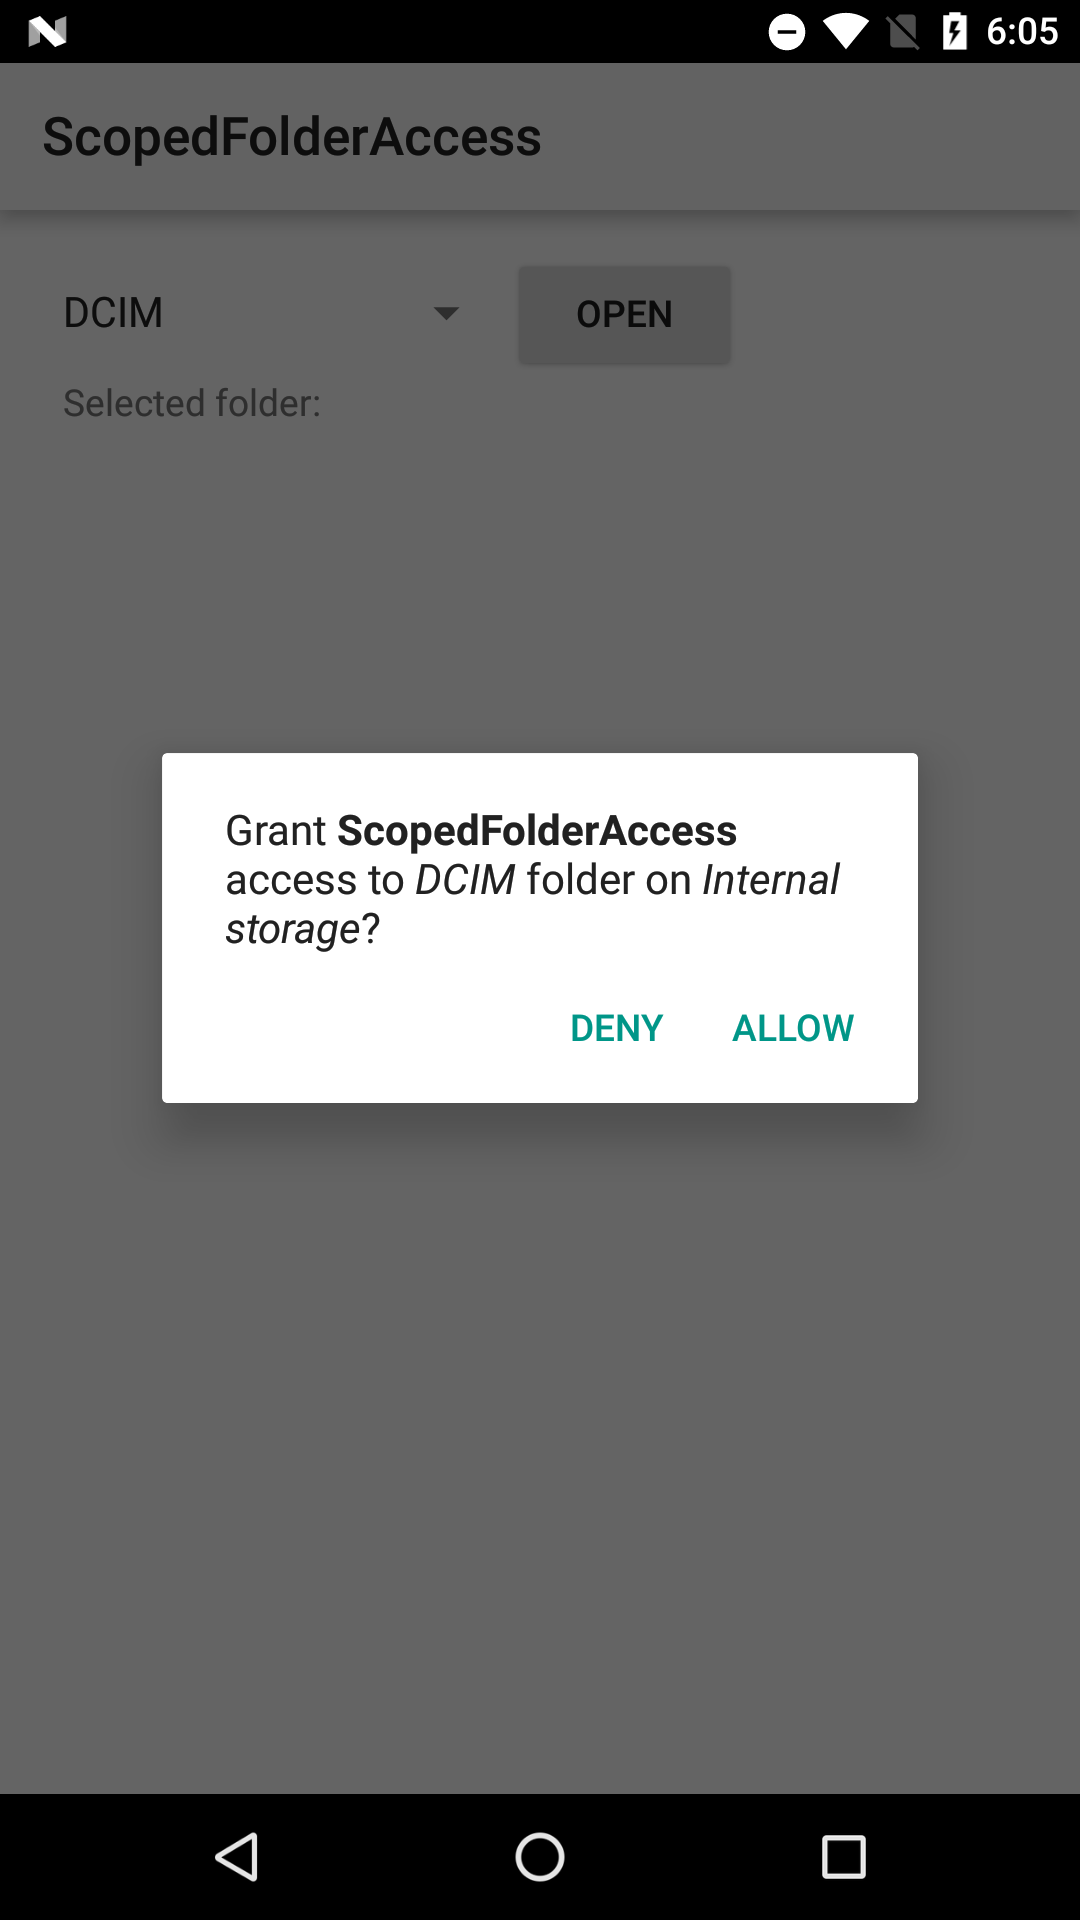 6:05
ScopedFolderAccess
DCIM
OPEN
Selected folder:
Grant ScopedFolderAccess
access to DCIM folder on Internal
storage?
DENY ALLOW